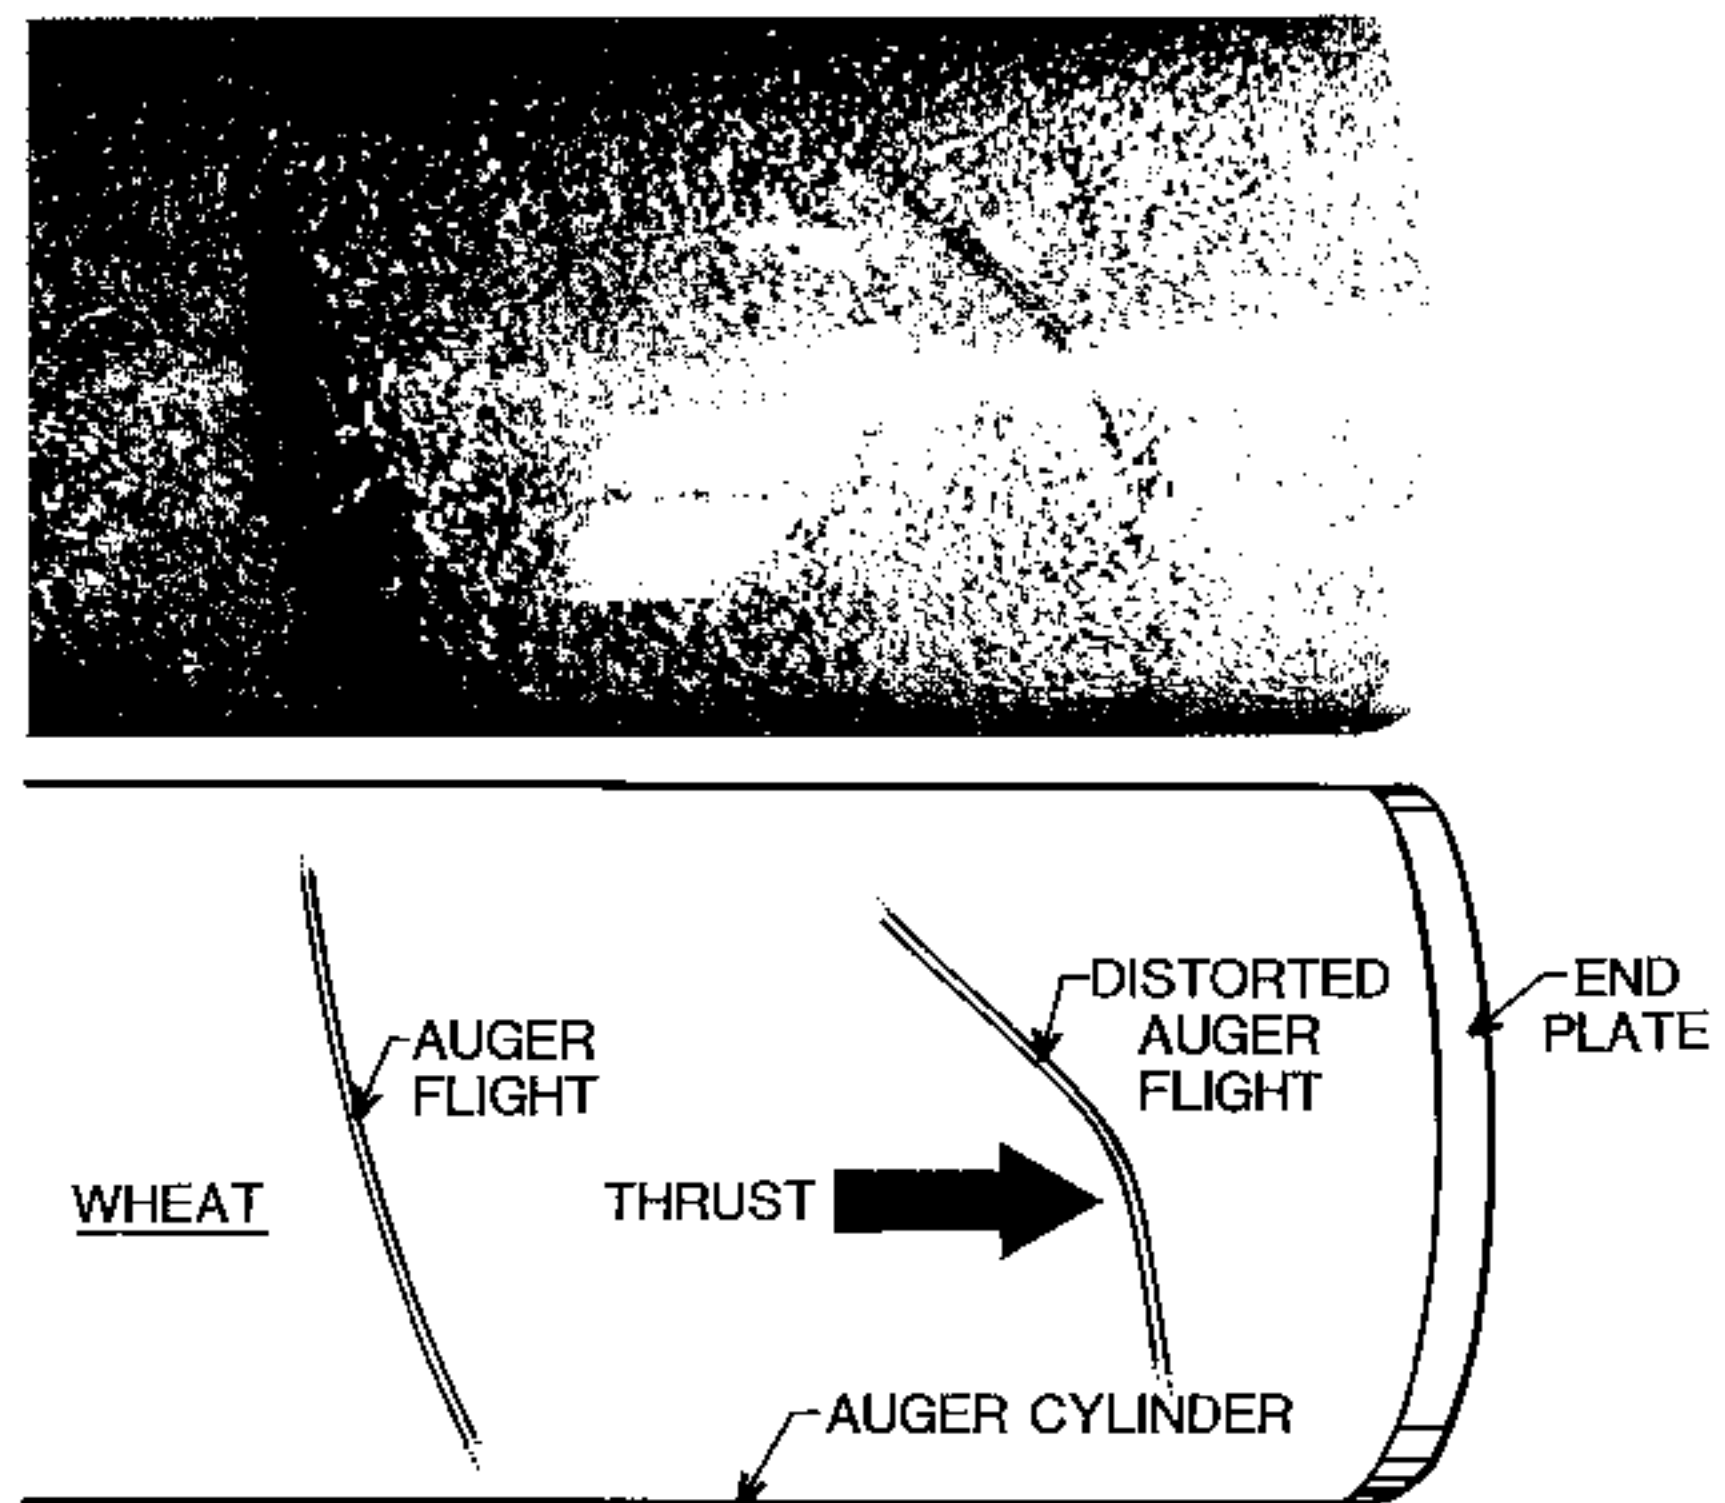 DISTORTED
AUGER
FLIGHT
END
PLATE
AUGER
FLIGHT
WHEAT
THRUST
AUGER CYLINDER